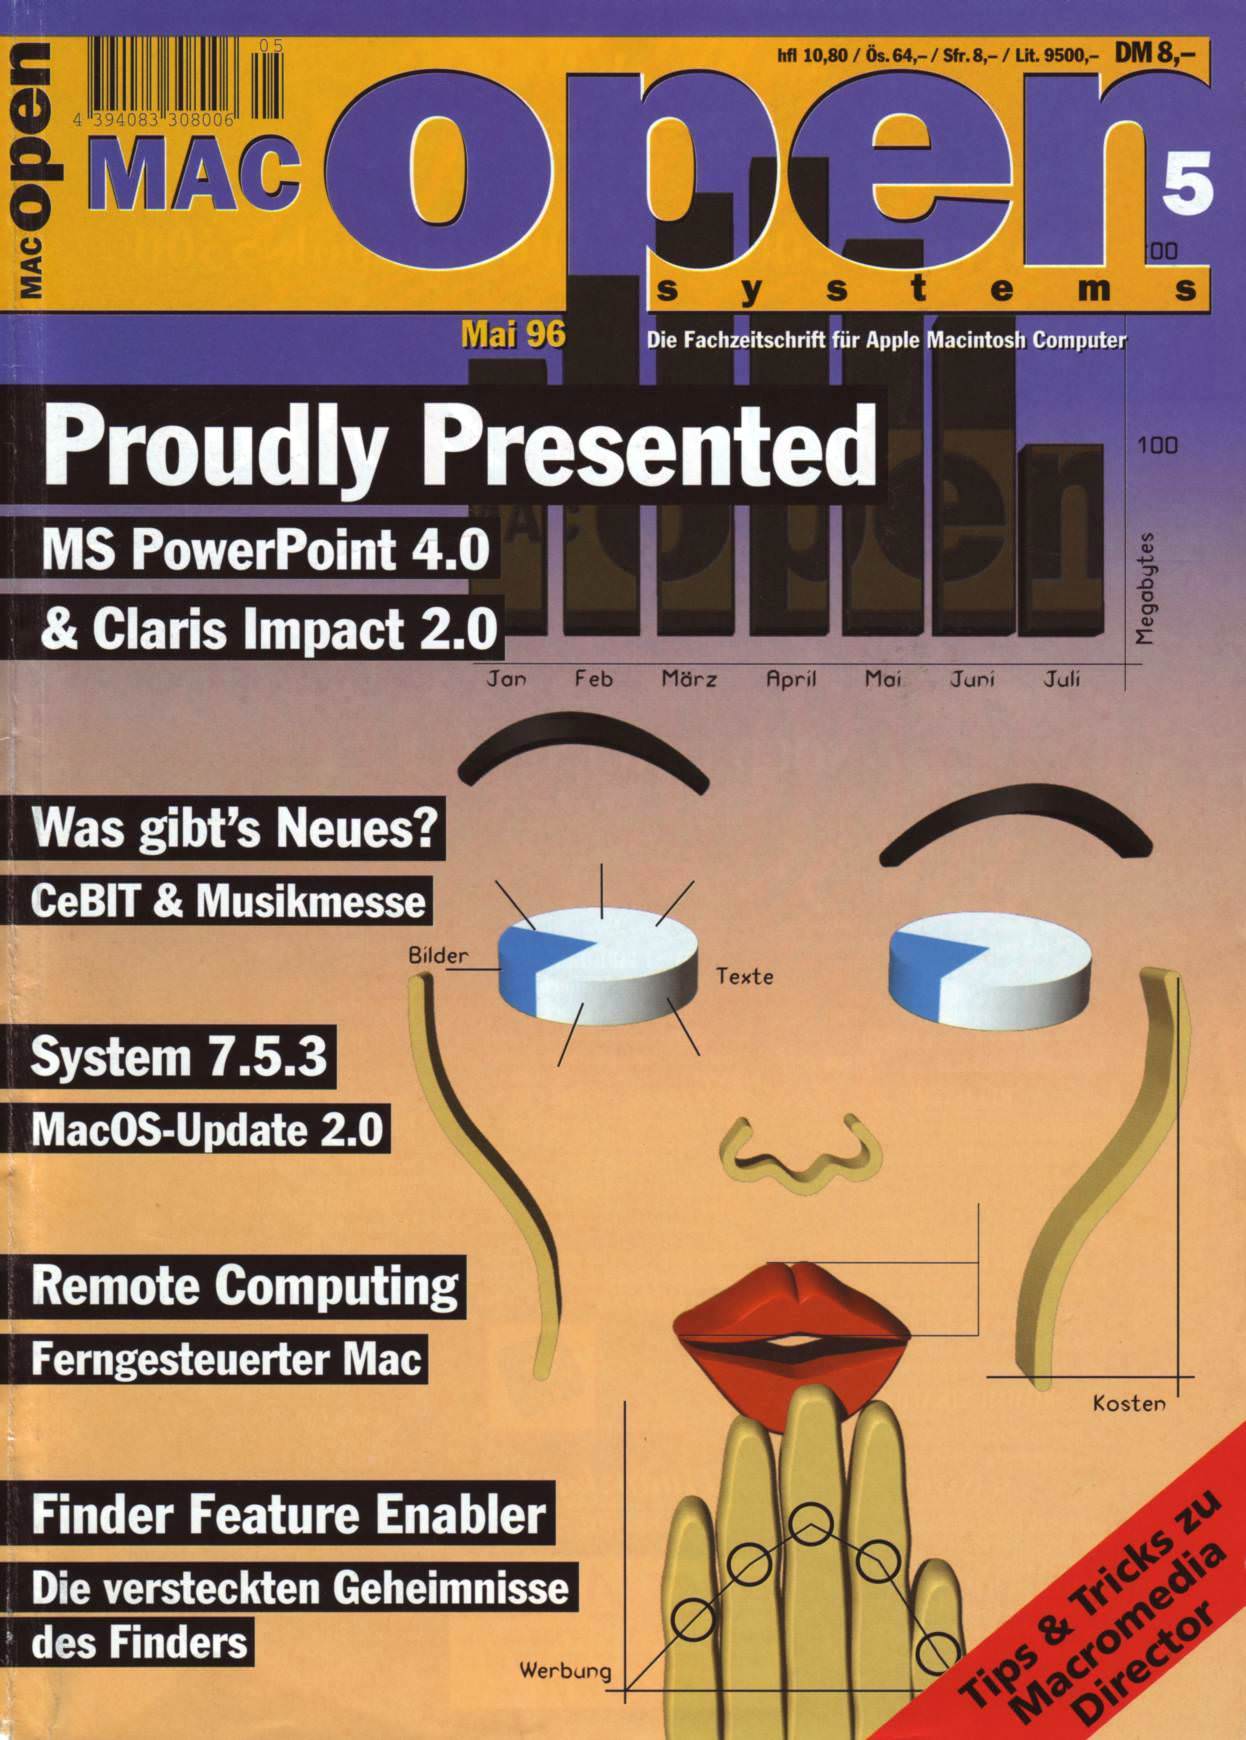 MAC open
05
4 394083 308006
hfl 10,80 / Ös. 64,– / Sfr. 8,– / Lit. 9500,– DM 8,–
MAC open
5
systems
Mai 96
Die Fachzeitschrift für Apple Macintosh Computer
Proudly Presented
MS PowerPoint 4.0
& Claris Impact 2.0
00
100
Megabytes
MAC open
Jan Feb März April Mai Juni Juli
Was gibt's Neues?
CeBIT & Musikmesse
Bilder
Texte
System 7.5.3
MacOS-Update 2.0
Remote Computing
Ferngesteuerter Mac
Kosten
Finder Feature Enabler
Die versteckten Geheimnisse
des Finders
Werbung
Tips & Tricks zu
Macromedia
Director